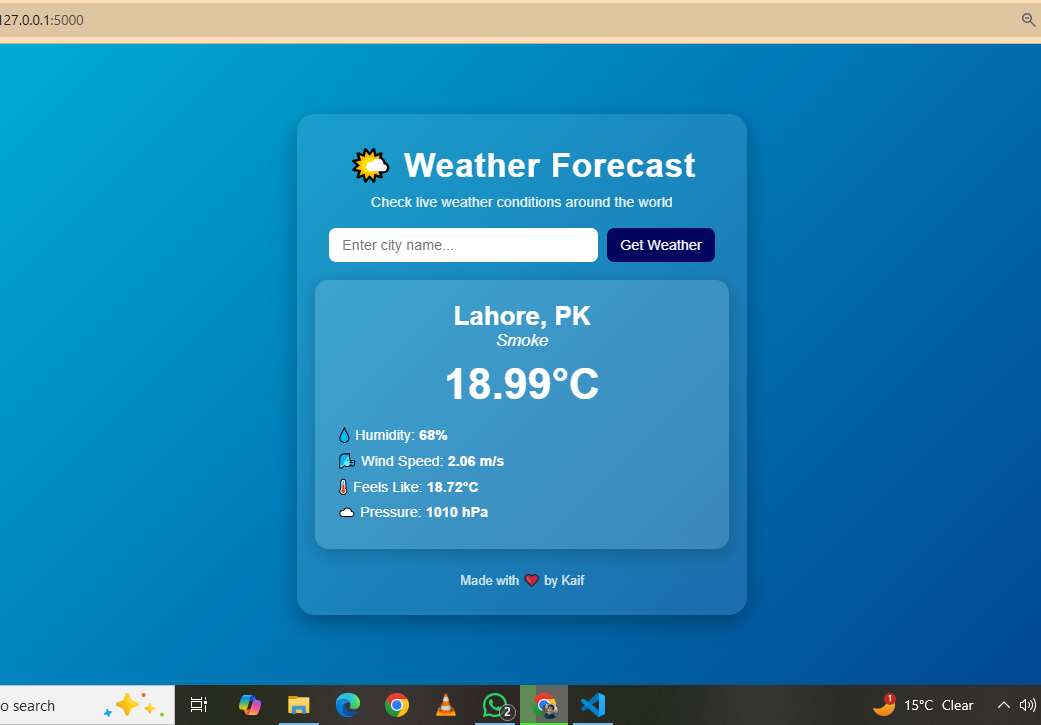 127.0.0.1:5000
Weather Forecast
Check live weather conditions around the world
Enter city name... Get Weather
Lahore, PK
Smoke
18.99°C
Humidity: 68%
Wind Speed: 2.06 m/s
Feels Like: 18.72°C
Pressure: 1010 hPa
Made with ❤️ by Kaif
o search 2 1 15°C Clear